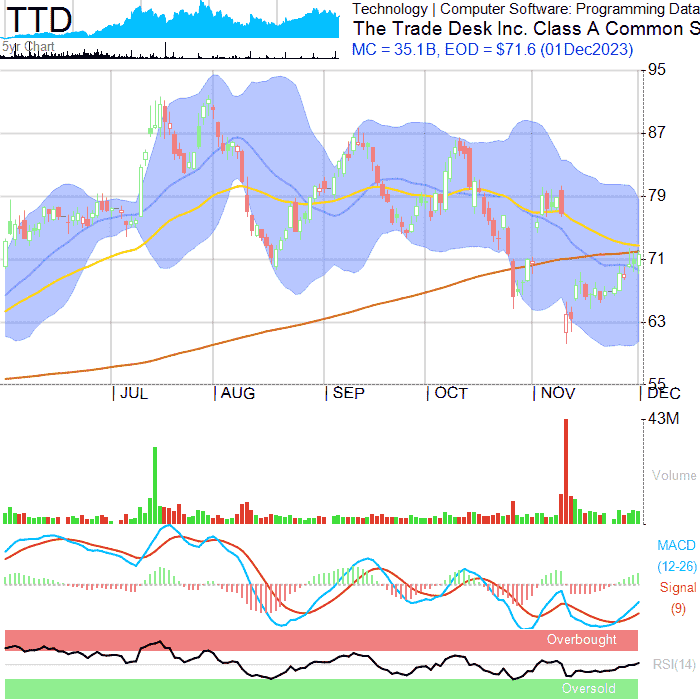 TTD
5yr Chart
Technology | Computer Software: Programming Data
The Trade Desk Inc. Class A Common S
MC = 35.1B, EOD = $71.6 (01Dec2023)
95
87
79
71
63
55
JUL
AUG
SEP
OCT
NOV
DEC
43M
Volume
MACD
(12-26)
Signal
(9)
Overbought
RSI(14)
Oversold